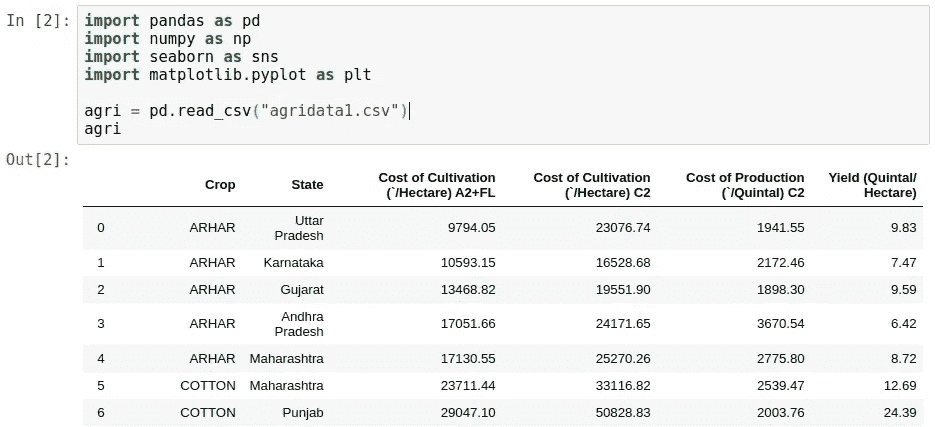 In [2]:
import pandas as pd
import numpy as np
import seaborn as sns
import matplotlib.pyplot as plt
agri = pd.read_csv("agridata1.csv")
agri
Out[2]:
Crop State Cost of Cultivation (`/Hectare) A2+FL Cost of Cultivation (`/Hectare) C2 Cost of Production (`/Quintal) C2 Yield (Quintal/ Hectare)
0 ARHAR Uttar Pradesh 9794.05 23076.74 1941.55 9.83
1 ARHAR Karnataka 10593.15 16528.68 2172.46 7.47
2 ARHAR Gujarat 13468.82 19551.90 1898.30 9.59
3 ARHAR Andhra Pradesh 17051.66 24171.65 3670.54 6.42
4 ARHAR Maharashtra 17130.55 25270.26 2775.80 8.72
5 COTTON Maharashtra 23711.44 33116.82 2539.47 12.69
6 COTTON Punjab 29047.10 50828.83 2003.76 24.39